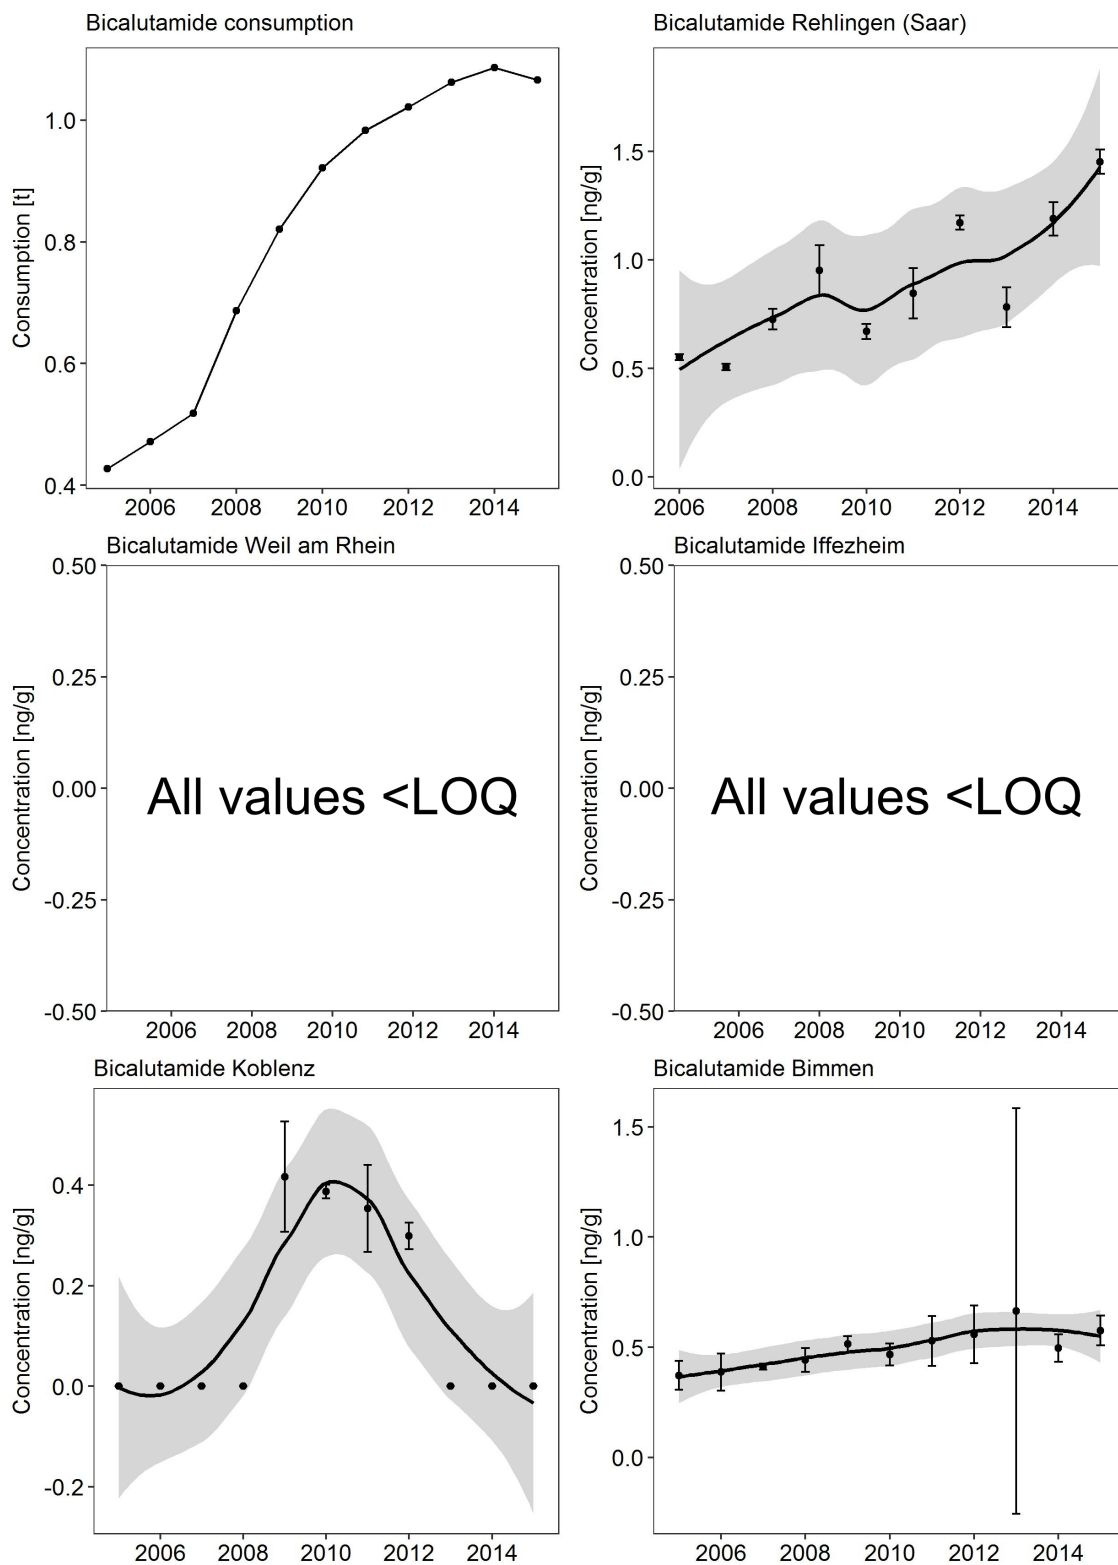 Bicalutamide consumption
Consumption [t]
1.0
0.8
0.6
0.4
2006 2008 2010 2012 2014
Bicalutamide Rehlingen (Saar)
Concentration [ng/g]
1.5
1.0
0.5
0.0
2006 2008 2010 2012 2014
Bicalutamide Weil am Rhein
Concentration [ng/g]
0.50
0.25
0.00
-0.25
-0.50
All values <LOQ
2006 2008 2010 2012 2014
Bicalutamide Iffezheim
Concentration [ng/g]
0.50
0.25
0.00
-0.25
-0.50
All values <LOQ
2006 2008 2010 2012 2014
Bicalutamide Koblenz
Concentration [ng/g]
0.4
0.2
0.0
-0.2
2006 2008 2010 2012 2014
Bicalutamide Bimmen
Concentration [ng/g]
1.5
1.0
0.5
0.0
2006 2008 2010 2012 2014